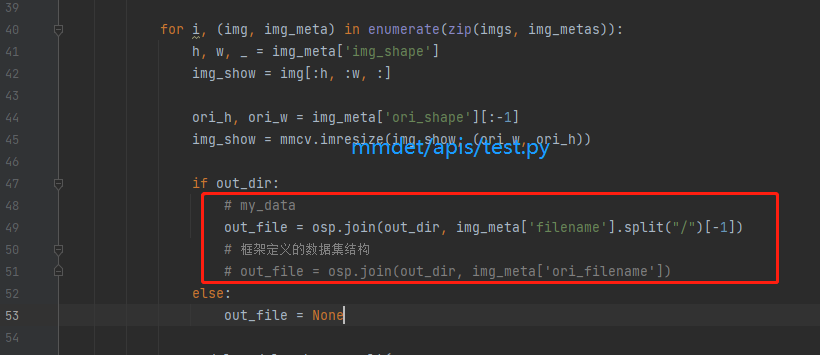 39
40 for i, (img, img_meta) in enumerate(zip(imgs, img_metas)):
41 h, w, _ = img_meta['img_shape']
42 img_show = img[:h, :w, :]
43
44 ori_h, ori_w = img_meta['ori_shape'][:-1]
45 img_show = mmcv.imresize(img_show, (ori_w, ori_h))
mmdet/apis/test.py
46
47 if out_dir:
48 # my_data
49 out_file = osp.join(out_dir, img_meta['filename'].split("/")[-1])
50 # 框架定义的数据集结构
51 # out_file = osp.join(out_dir, img_meta['ori_filename'])
52 else:
53 out_file = None
54